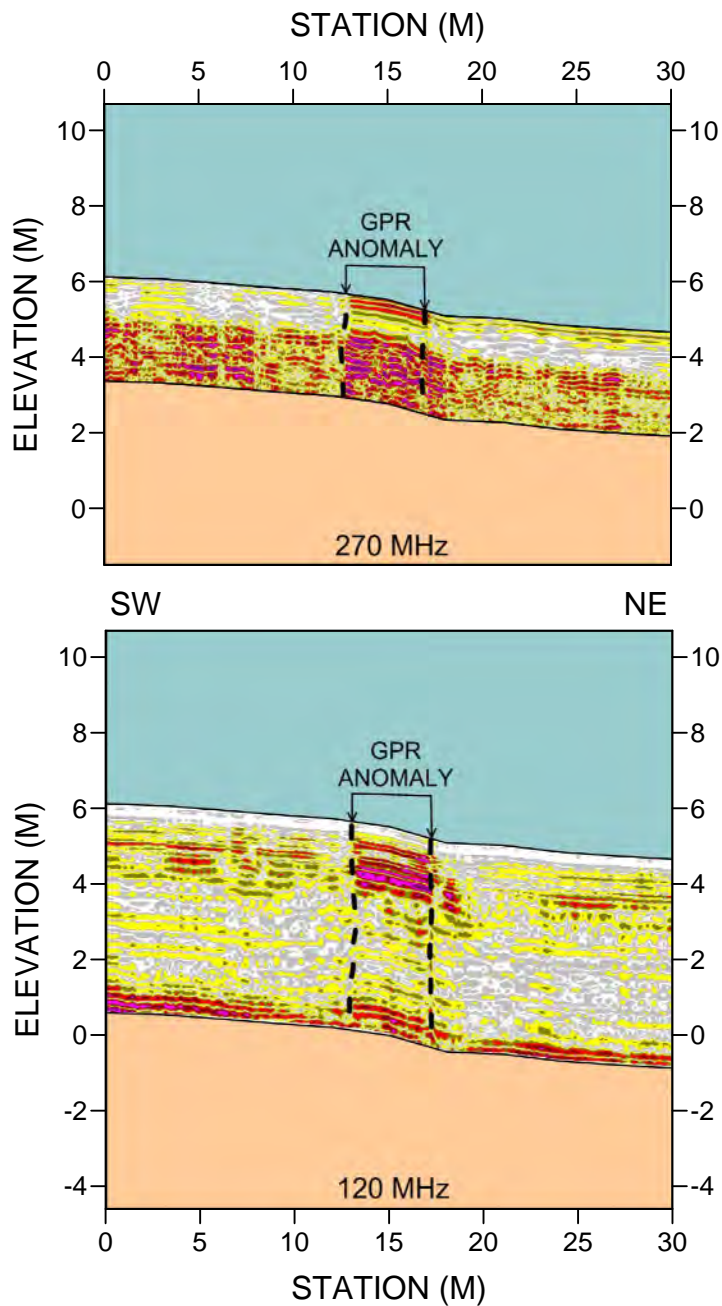 STATION (M)
0 5 10 15 20 25 30
10 10
8 8
GPR
ANOMALY
6 6
ELEVATION (M)
4 4
2 2
0 0
270 MHz
SW NE
10 10
8 8
GPR
ANOMALY
6 6
4 4
ELEVATION (M)
2 2
0 0
-2 -2
-4 -4
120 MHz
0 5 10 15 20 25 30
STATION (M)